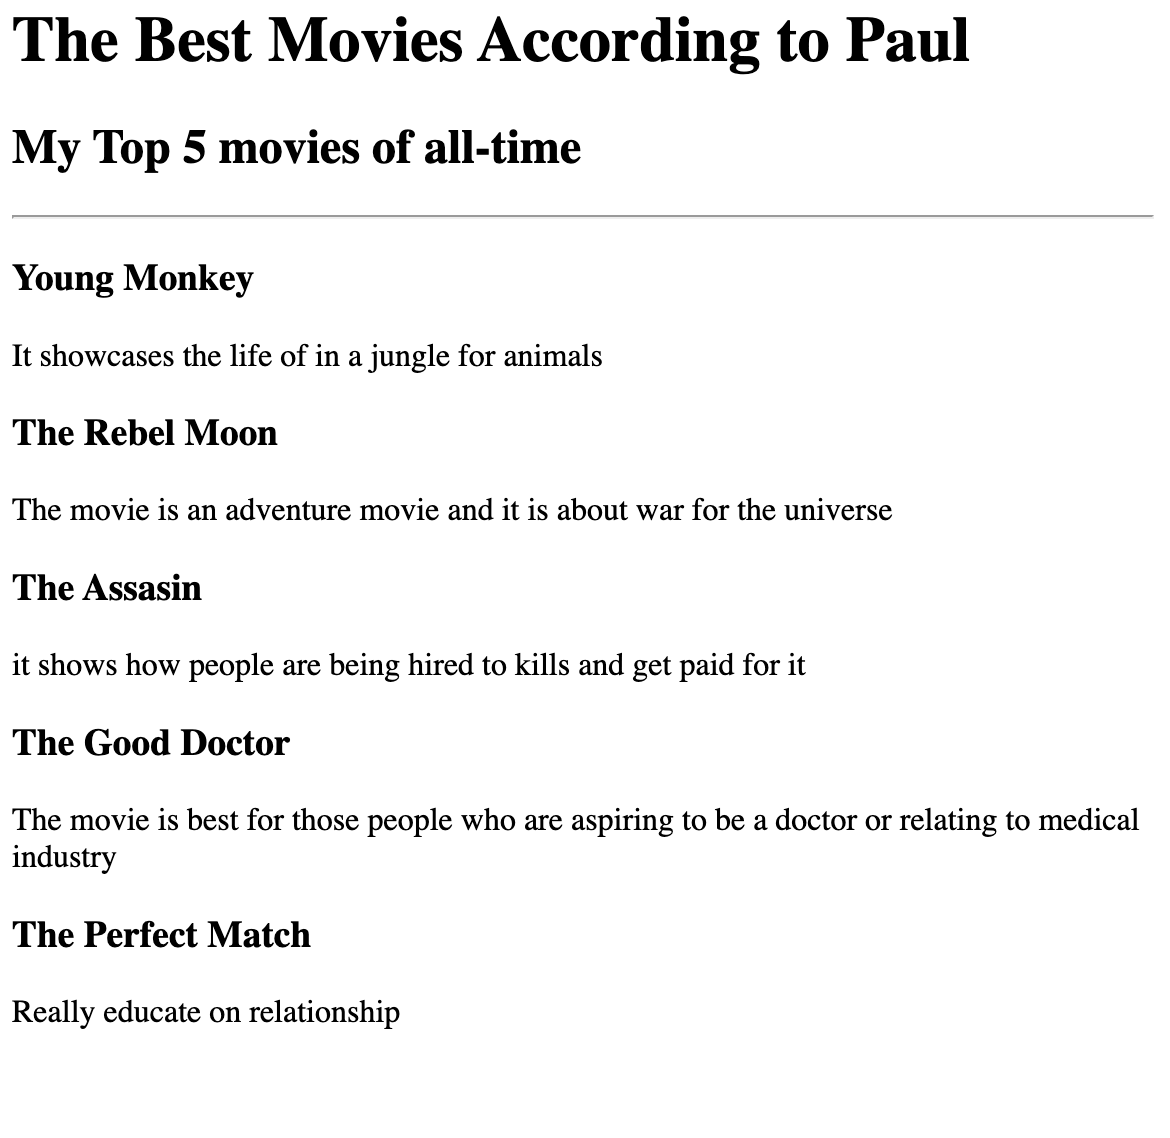 The Best Movies According to Paul
My Top 5 movies of all-time
Young Monkey
It showcases the life of in a jungle for animals
The Rebel Moon
The movie is an adventure movie and it is about war for the universe
The Assasin
it shows how people are being hired to kills and get paid for it
The Good Doctor
The movie is best for those people who are aspiring to be a doctor or relating to medical
industry
The Perfect Match
Really educate on relationship